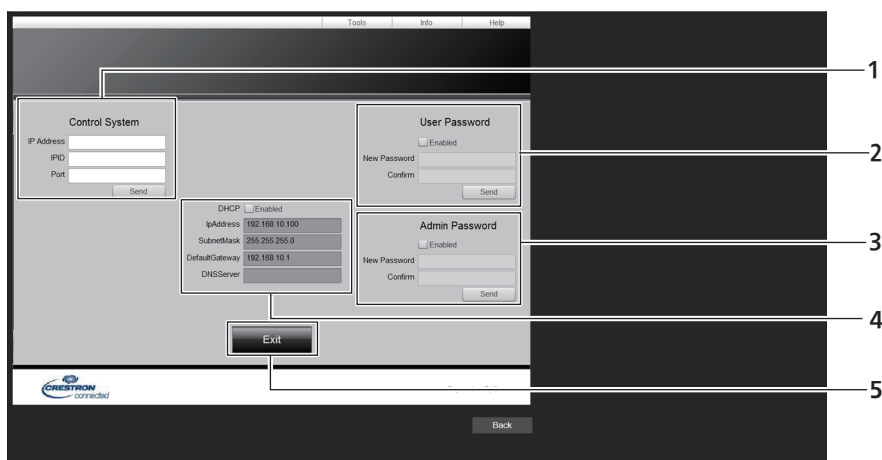 Tools Info Help
1
Control System
IP Address
IPID
Port
Send
User Password
Enabled
New Password
Confirm
Send
2
DHCP Enabled
IpAddress 192.168.10.100
SubnetMask 255.255.255.0
DefaultGateway 192.168.10.1
DNSServer
Admin Password
Enabled
New Password
Confirm
Send
3
4
Exit
5
CRESTRON
connected
Back